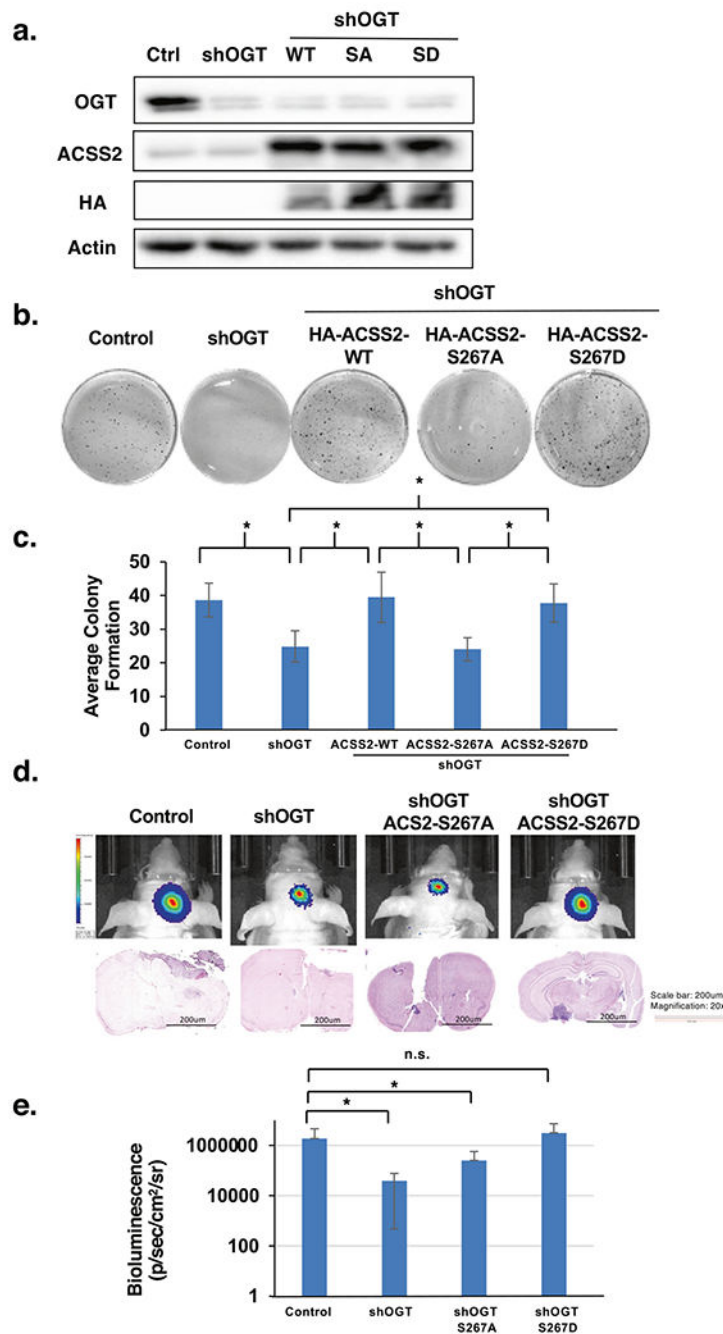 a.
shOGT
Ctrl shOGT WT SA SD
OGT
ACSS2
HA
Actin
b.
shOGT
Control shOGT HA-ACSS2-WT HA-ACSS2-S267A HA-ACSS2-S267D
*
c.
* * * *
Average Colony
Formation
50
40
30
20
10
0
Control shOGT ACSS2-WT ACSS2-S267A ACSS2-S267D
shOGT
d.
Control shOGT shOGT ACS2-S267A shOGT ACSS2-S267D
200um 200um 200um 200um
Scale bar: 200um
Magnification: 20x
n.s.
e.
*
*
Bioluminescence
(p/sec/cm²/sr)
1000000
10000
100
1
Control shOGT shOGT S267A shOGT S267D